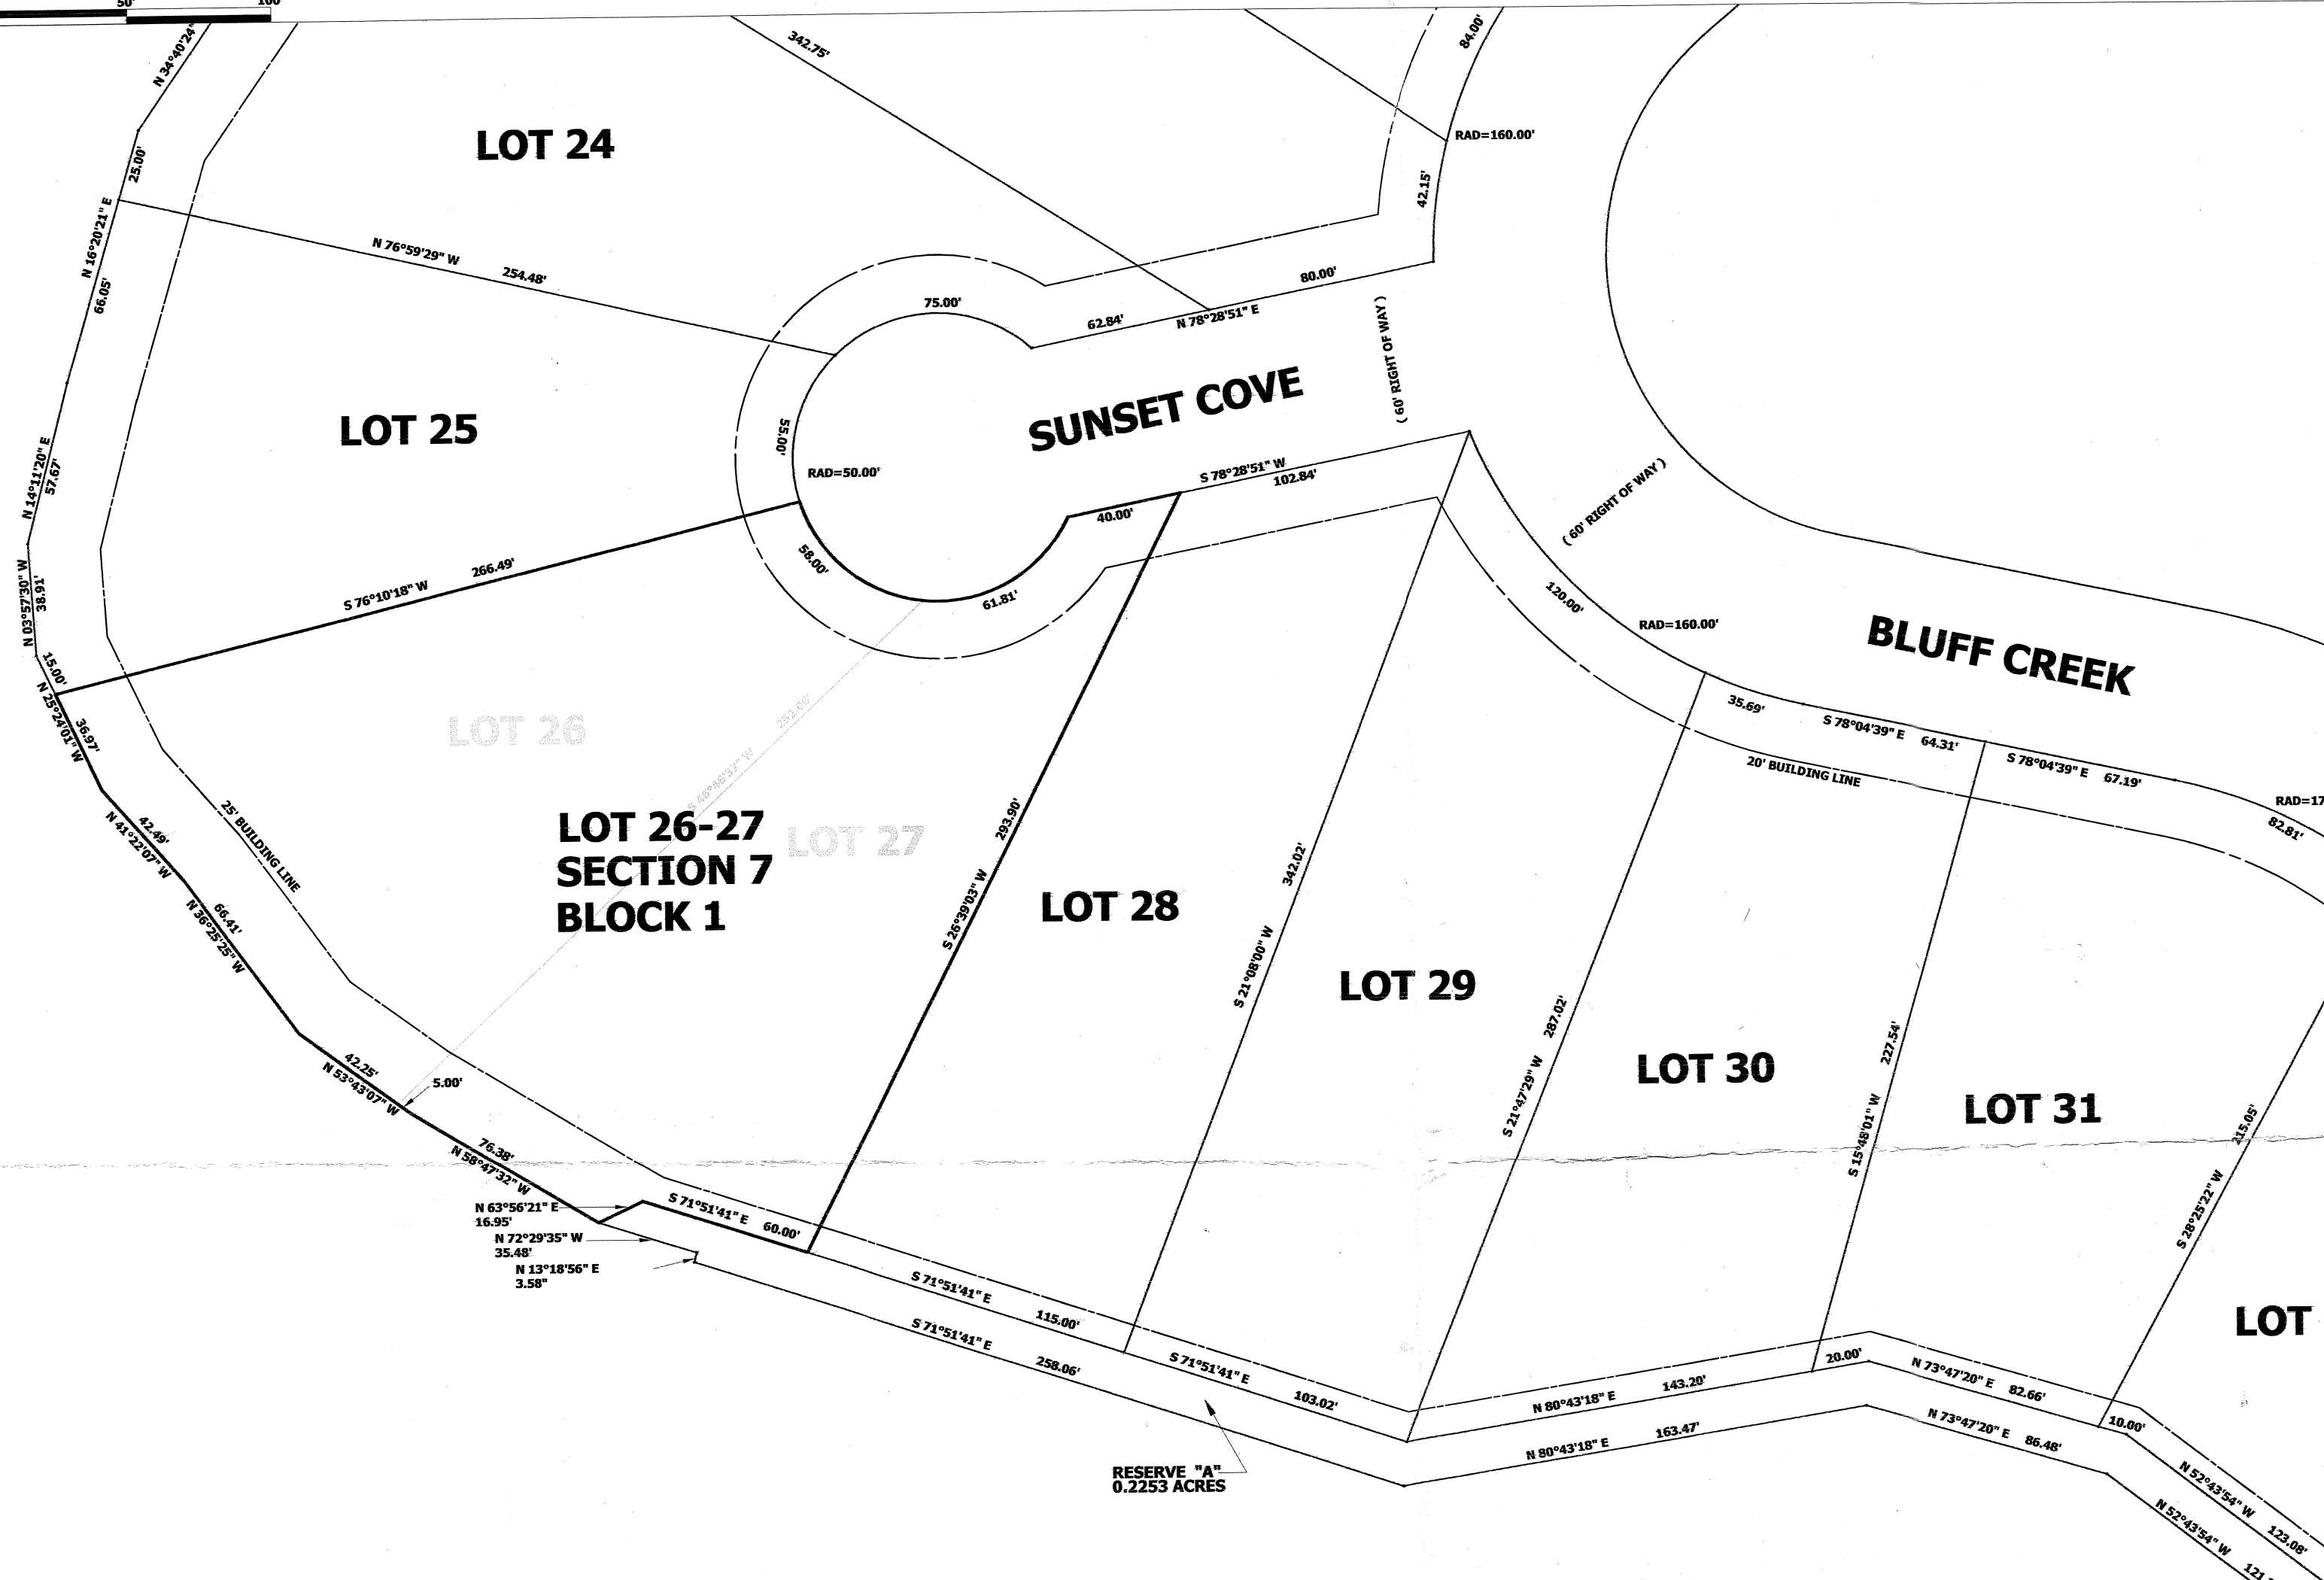 50'
100'
N 34°40'24"
342.75'
84.00'
LOT 24
RAD=160.00'
25.00'
42.15'
N 16°20'21" E
66.05'
N 76°59'29" W
254.48'
75.00'
80.00'
62.84'
N 78°28'51" E
( 60' RIGHT OF WAY )
SUNSET COVE
LOT 25
55.00'
RAD=50.00'
S 78°28'51" W
102.84'
( 60' RIGHT OF WAY )
N 14°11'20" E
57.67'
40.00'
N 03°57'30" W
38.91'
S 76°10'18" W
266.49'
58.00'
61.81'
120.00'
RAD=160.00'
BLUFF CREEK
15.00'
N 25°24'01" W
36.97'
LOT 26
252.00'
S 46°48'37" W
35.69'
S 78°04'39" E
64.31'
S 78°04'39" E
67.19'
20' BUILDING LINE
RAD=17
82.81'
42.49'
N 41°22'07" W
25' BUILDING LINE
LOT 26-27
SECTION 7
BLOCK 1
LOT 27
293.90'
S 26°39'03" W
342.02'
S 21°08'00" W
LOT 28
66.41'
N 36°25'25" W
LOT 29
287.02'
S 21°47'29" W
LOT 30
227.54'
S 15°48'01" W
LOT 31
215.05'
S 28°25'22" W
42.25'
N 53°43'07" W
5.00'
76.38'
N 58°47'32" W
N 63°56'21" E
16.95'
S 71°51'41" E
60.00'
N 72°29'35" W
35.48'
N 13°18'56" E
3.58"
S 71°51'41" E
115.00'
S 71°51'41" E
258.06'
S 71°51'41" E
103.02'
LOT
20.00'
N 80°43'18" E
143.20'
N 73°47'20" E
82.66'
10.00'
N 80°43'18" E
163.47'
N 73°47'20" E
86.48'
RESERVE "A"
0.2253 ACRES
N 52°43'54" W
123.08'
N 52°43'54" W
121.